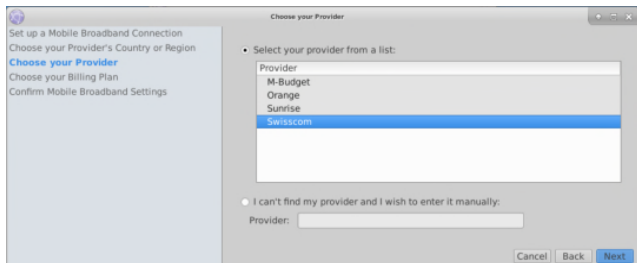 Choose your Provider
Set up a Mobile Broadband Connection
Choose your Provider's Country or Region
Choose your Provider
Choose your Billing Plan
Confirm Mobile Broadband Settings
Select your provider from a list:
Provider
M-Budget
Orange
Sunrise
Swisscom
I can't find my provider and I wish to enter it manually:
Provider:
Cancel Back Next